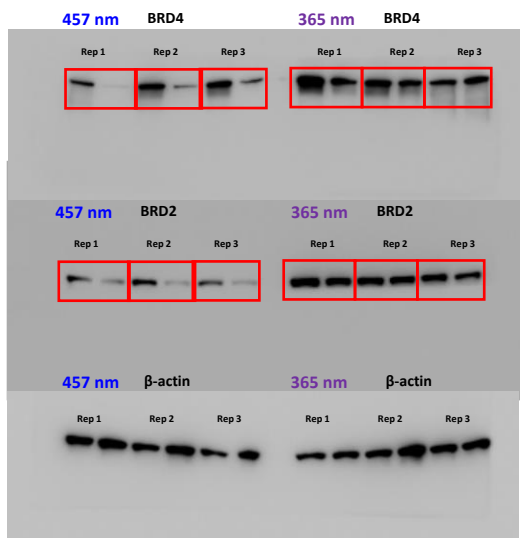 457 nm BRD4 365 nm BRD4
Rep 1 Rep 2 Rep 3 Rep 1 Rep 2 Rep 3
457 nm BRD2 365 nm BRD2
Rep 1 Rep 2 Rep 3 Rep 1 Rep 2 Rep 3
457 nm β-actin 365 nm β-actin
Rep 1 Rep 2 Rep 3 Rep 1 Rep 2 Rep 3